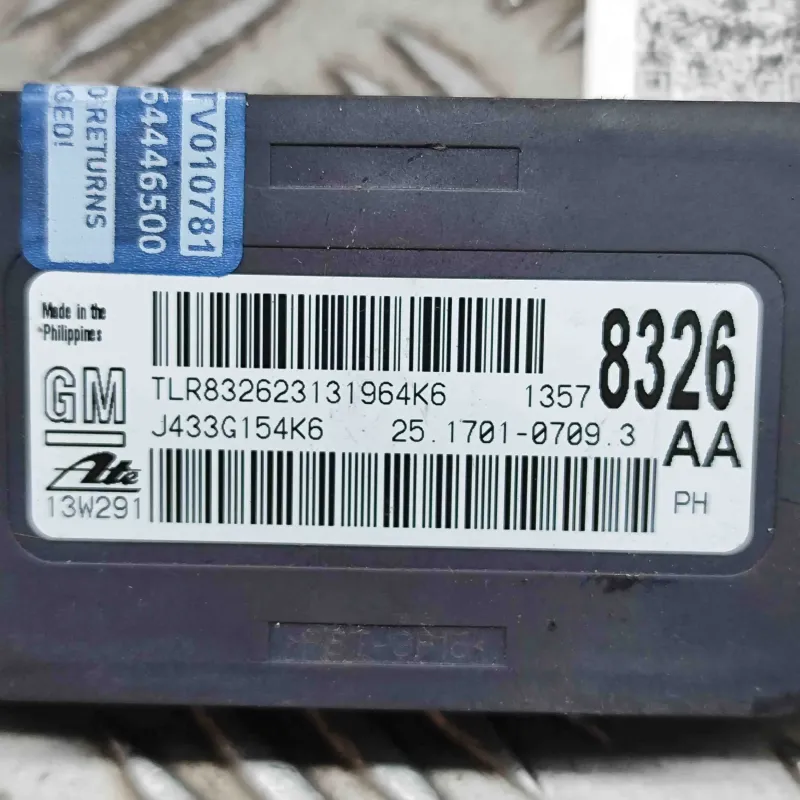 TV010781
64446500
RETURNS
GED!
Made in the
Philippines
GM
TLR832623131964K6
1357 8326
J433G154K6
25.1701-0709.3
AA
Ate
13W291
PH